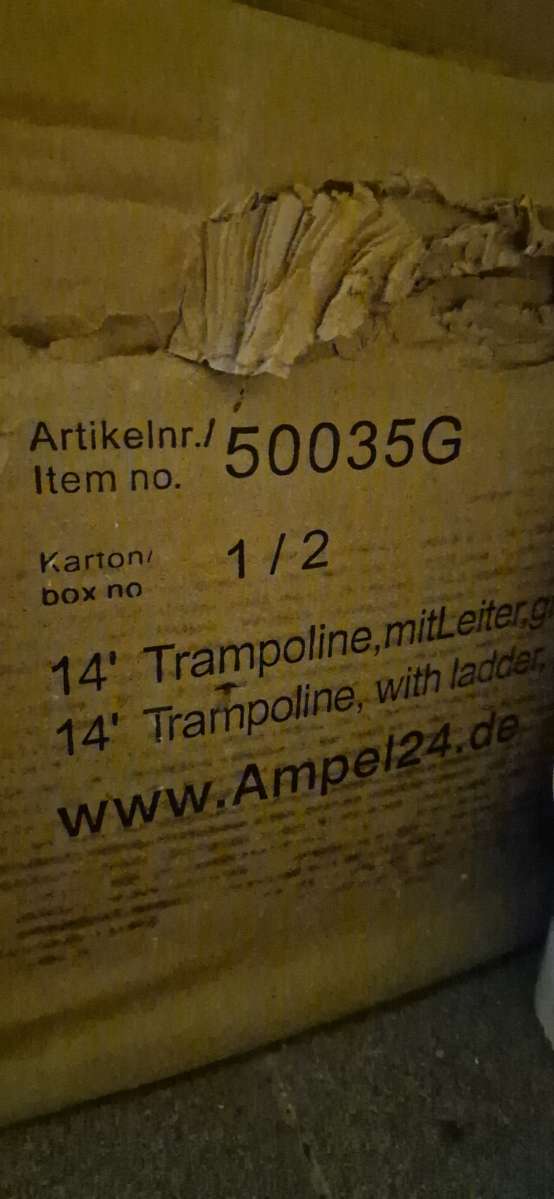 Artikelnr./ 50035G
Item no.
Karton/ 1 / 2
box no
14' Trampoline,mitLeiter,g
14' Trampoline, with ladder,
www.Ampel24.de